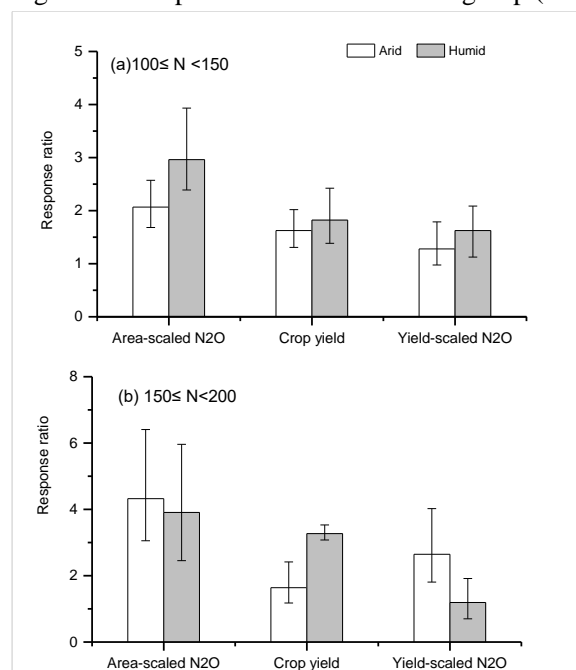 (a)100≤ N <150
Arid
Humid
Response ratio
5
4
3
2
1
0
Area-scaled N2O
Crop yield
Yield-scaled N2O
(b) 150≤ N<200
Response ratio
8
6
4
2
0
Area-scaled N2O
Crop yield
Yield-scaled N2O